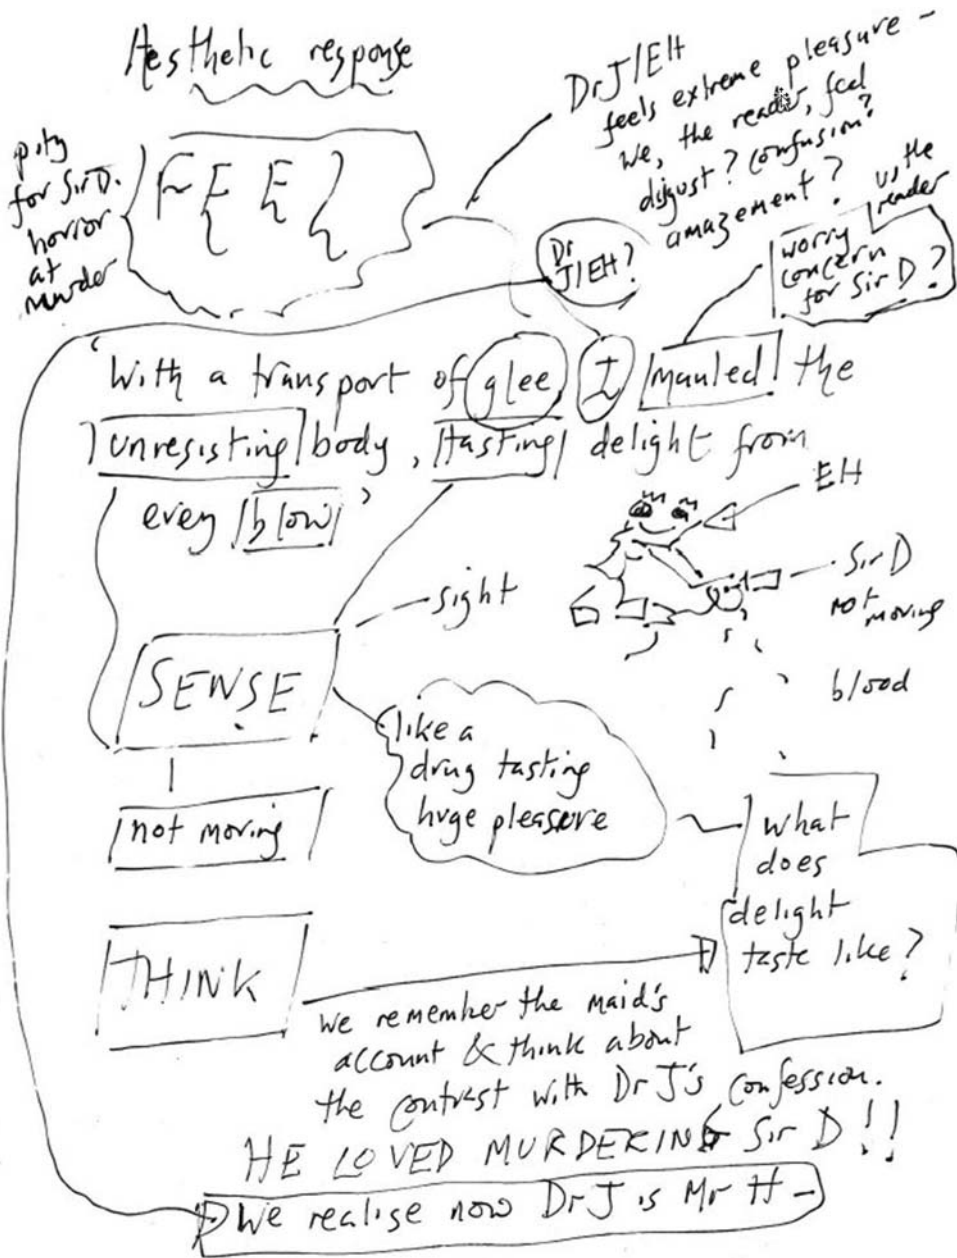 Aesthetic response
Dr J/EH
feels extreme pleasure -
we, the reader, feel
disgust? confusion?
amazement?
pity
for Sir D.
horror
at
murder
FEEL
Dr
J/EH?
us the
reader
worry
concern
for Sir D?
With a transport of glee, I mauled the
unresisting body, tasting delight from
every blow'
EH
Sir D
not
moving
blood
sight
SENSE
like a
drug tasting
huge pleasure
not moving
what
does
delight
taste like?
THINK
We remember the maid's
account & think about
the contrast with Dr J's confession.
HE LOVED MURDERING Sir D!!
We realise now Dr J is Mr H -